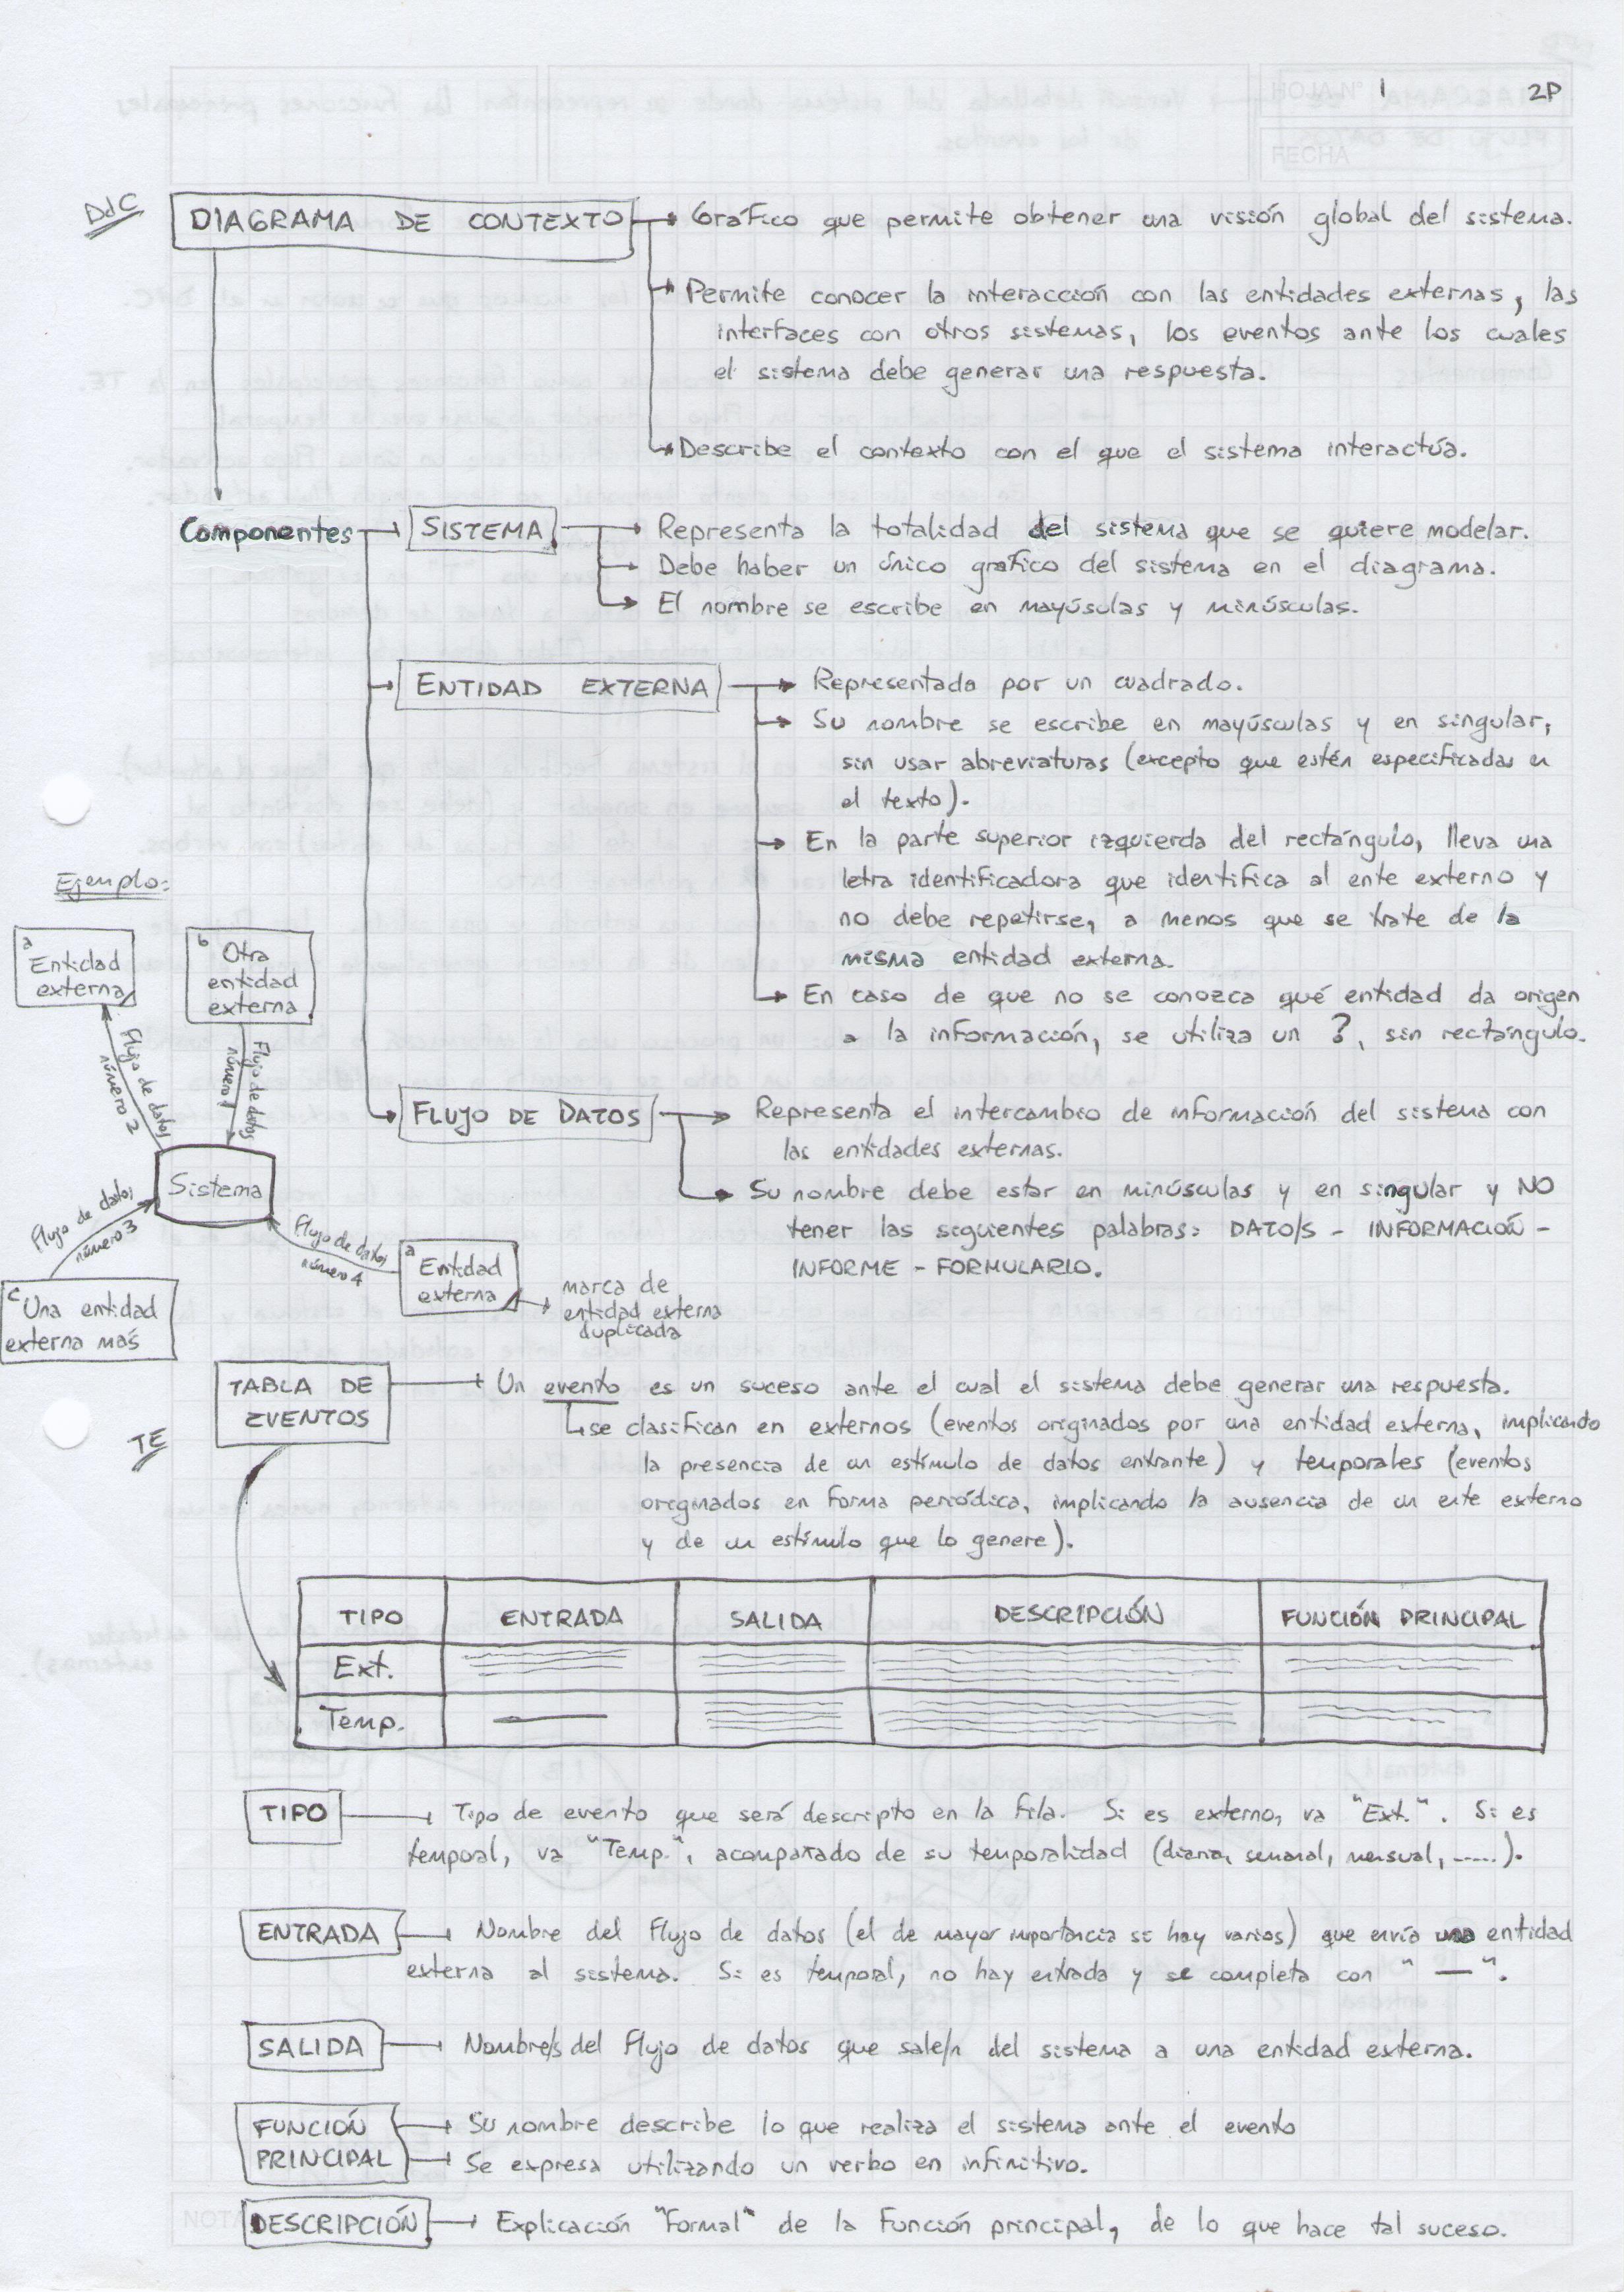 HOJA N° 1 2P
FECHA
DdC
DIAGRAMA DE CONTEXTO → Gráfico que permite obtener una visión global del sistema.
→ Permite conocer la interacción con las entidades externas, las
interfaces con otros sistemas, los eventos ante los cuales
el sistema debe generar una respuesta.
→ Describe el contexto con el que el sistema interactúa.
Componentes → SISTEMA → Representa la totalidad del sistema que se quiere modelar.
→ Debe haber un único gráfico del sistema en el diagrama.
→ El nombre se escribe en mayúsulas y minúsculas.
→ ENTIDAD EXTERNA → Representada por un cuadrado.
→ Su nombre se escribe en mayúsculas y en singular,
sin usar abreviaturas (excepto que estén especificadas en
el texto).
→ En la parte superior izquierda del rectángulo, lleva una
letra identificadora que identifica al ente externo y
no debe repetirse, a menos que se trate de la
misma entidad externa.
→ En caso de que no se conozca qué entidad da origen
a la información, se utiliza un ?, sin rectángulo.
→ FLUJO DE DATOS → Representa el intercambio de información del sistema con
las entidades externas.
→ Su nombre debe estar en minúsculas y en singular y NO
tener las siguientes palabras: DATO/S - INFORMACIÓN -
INFORME - FORMULARIO.
Ejemplo:
a
Entidad
externa
b
Otra
entidad
externa
Flujo de datos
número 2
Flujo de datos
número 1
Sistema
Flujo de datos
número 3
Flujo de datos
número 4
a
Entidad
externa
marca de
entidad externa
duplicada
c
Una entidad
externa más
TE
TABLA DE
EVENTOS
→ Un evento es un suceso ante el cual el sistema debe generar una respuesta.
↳ se clasifican en externos (eventos originados por una entidad externa, implicando
la presencia de un estímulo de datos entrante) y temporales (eventos
originados en forma periódica, implicando la ausencia de un ente externo
y de un estímulo que lo genere).
TIPO ENTRADA SALIDA DESCRIPCIÓN FUNCIÓN PRINCIPAL
Ext.
Temp. —
TIPO → Tipo de evento que será descripto en la fila. Si es externo, va "Ext.". Si es
temporal, va "Temp.", acompañado de su temporalidad (diaria, semanal, mensual, .....).
ENTRADA → Nombre del Flujo de datos (el de mayor importancia si hay varios) que envía una entidad
externa al sistema. Si es temporal, no hay entrada y se completa con " — ".
SALIDA → Nombre/s del Flujo de datos que sale/n del sistema a una entidad externa.
FUNCIÓN
PRINCIPAL
→ Su nombre describe lo que realiza el sistema ante el evento
→ Se expresa utilizando un verbo en infinitivo.
DESCRIPCIÓN → Explicación "Formal" de la Función principal, de lo que hace tal suceso.